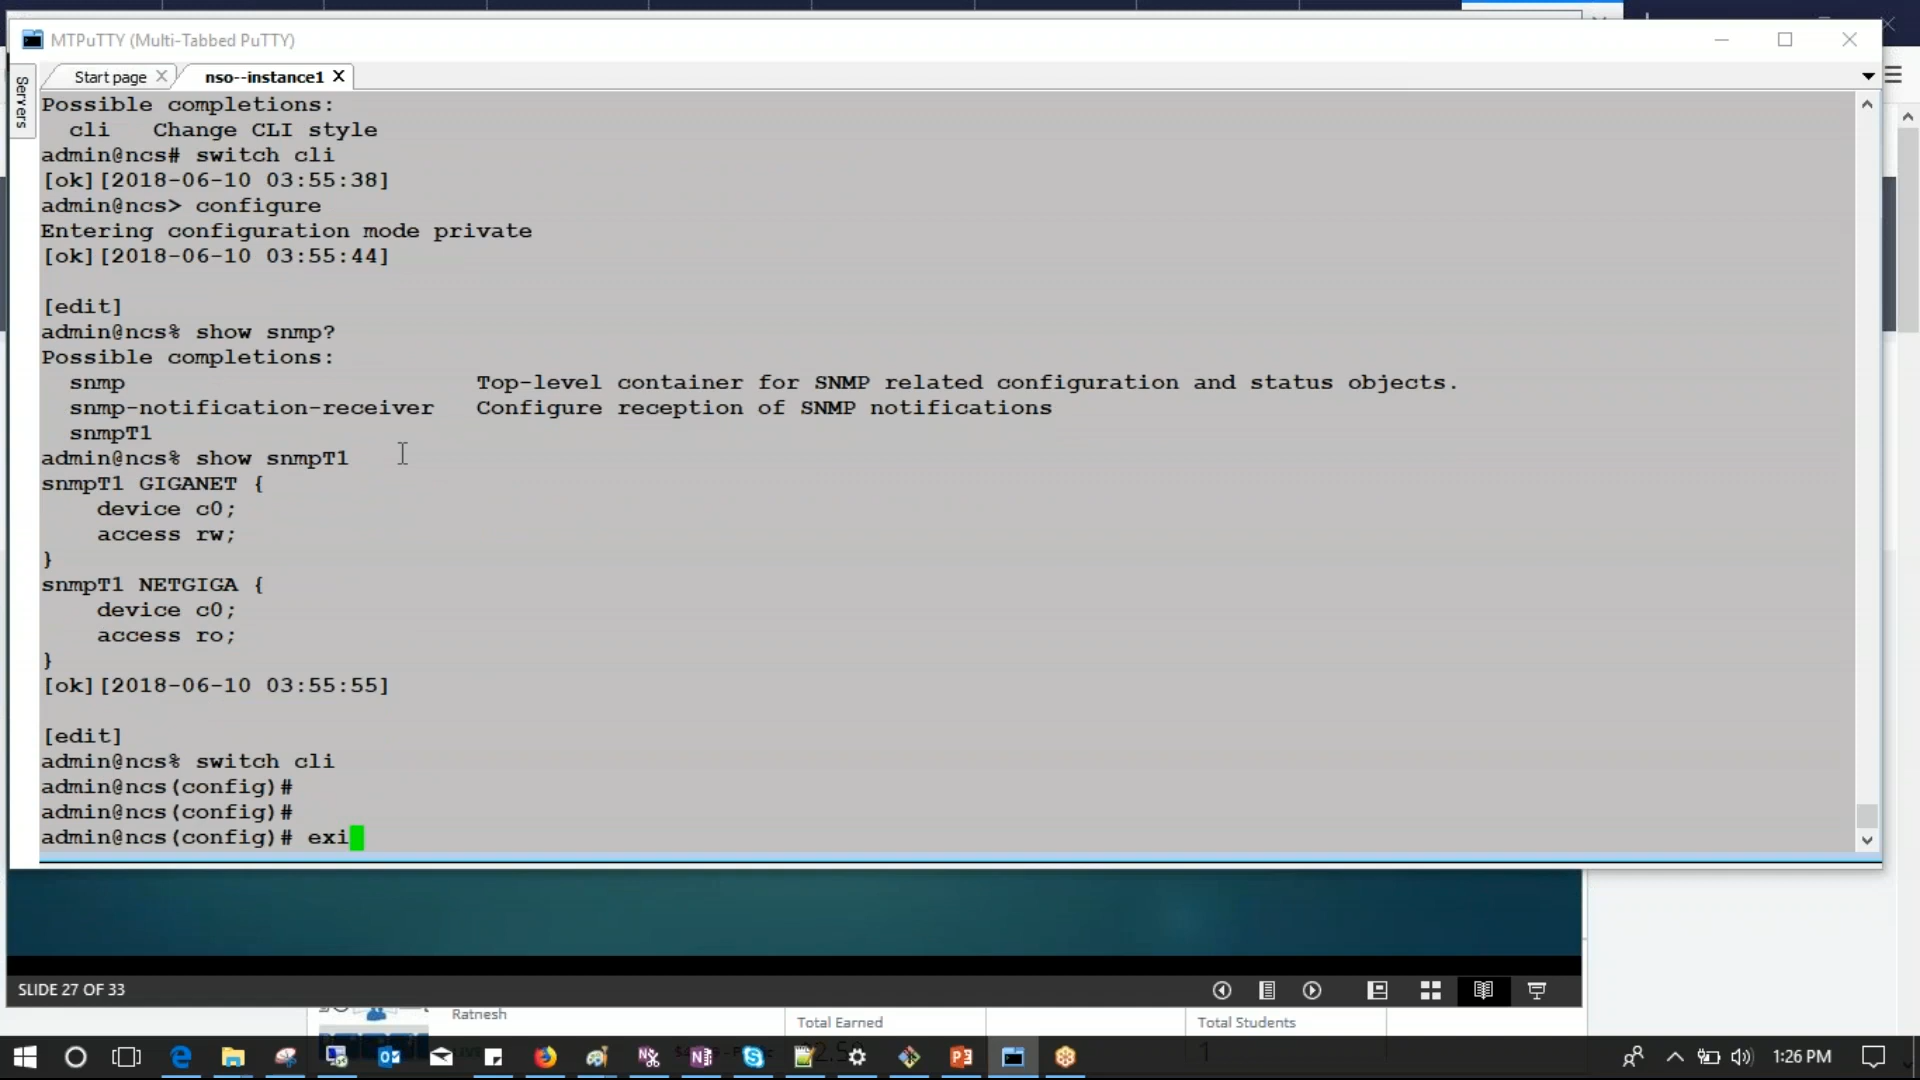 MTPuTTY (Multi-Tabbed PuTTY)
Servers
Start page
nso--instance1
Possible completions:
  cli   Change CLI style
admin@ncs# switch cli
[ok][2018-06-10 03:55:38]
admin@ncs> configure
Entering configuration mode private
[ok][2018-06-10 03:55:44]
[edit]
admin@ncs% show snmp?
Possible completions:
  snmp                         Top-level container for SNMP related configuration and status objects.
  snmp-notification-receiver   Configure reception of SNMP notifications
  snmpT1
admin@ncs% show snmpT1
snmpT1 GIGANET {
    device c0;
    access rw;
}
snmpT1 NETGIGA {
    device c0;
    access ro;
}
[ok][2018-06-10 03:55:55]
[edit]
admin@ncs% switch cli
admin@ncs(config)#
admin@ncs(config)#
admin@ncs(config)# exi
SLIDE 27 OF 33
Ratnesh
Total Earned
Total Students
1
1:26 PM